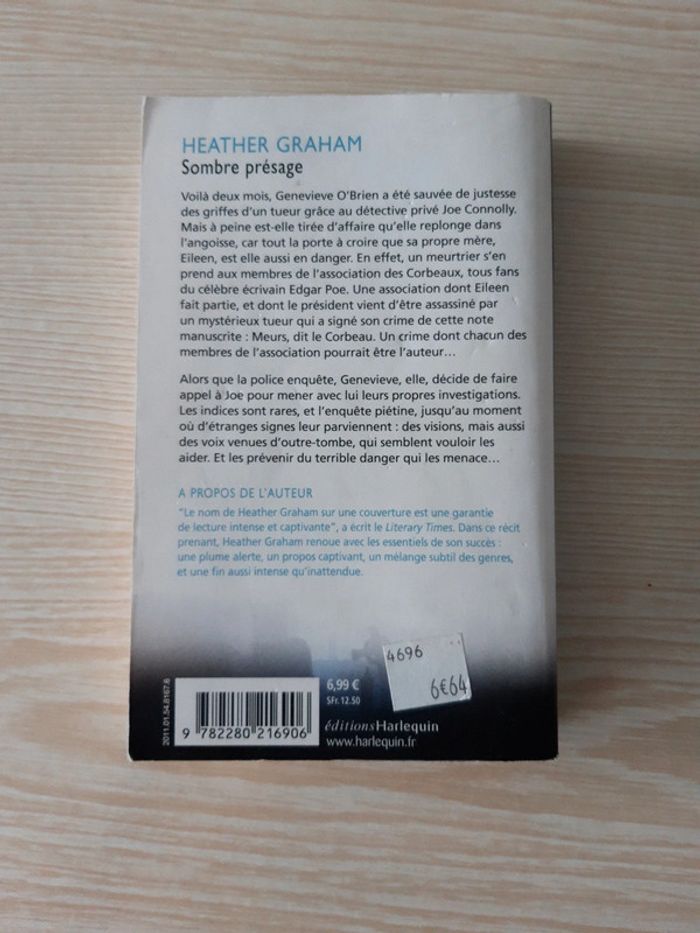 HEATHER GRAHAM
Sombre présage
Voilà deux mois, Genevieve O'Brien a été sauvée de justesse
des griffes d'un tueur grâce au détective privé Joe Connolly.
Mais à peine est-elle tirée d'affaire qu'elle replonge dans
l'angoisse, car tout la porte à croire que sa propre mère,
Eileen, est elle aussi en danger. En effet, un meurtrier s'en
prend aux membres de l'association des Corbeaux, tous fans
du célèbre écrivain Edgar Poe. Une association dont Eileen
fait partie, et dont le président vient d'être assassiné par
un mystérieux tueur qui a signé son crime de cette note
manuscrite : Meurs, dit le Corbeau. Un crime dont chacun des
membres de l'association pourrait être l'auteur…
Alors que la police enquête, Genevieve, elle, décide de faire
appel à Joe pour mener avec lui leurs propres investigations.
Les indices sont rares, et l'enquête piétine, jusqu'au moment
où d'étranges signes leur parviennent : des visions, mais aussi
des voix venues d'outre-tombe, qui semblent vouloir les
aider. Et les prévenir du terrible danger qui les menace…
A PROPOS DE L'AUTEUR
"Le nom de Heather Graham sur une couverture est une garantie
de lecture intense et captivante", a écrit le Literary Times. Dans ce récit
prenant, Heather Graham renoue avec les essentiels de son succès :
une plume alerte, un propos captivant, un mélange subtil des genres,
et une fin aussi intense qu'inattendue.
4696
6€64
6,99 €
SFr. 12.50
2011.01.54.8167.6
9 782280 216906
éditionsHarlequin
www.harlequin.fr